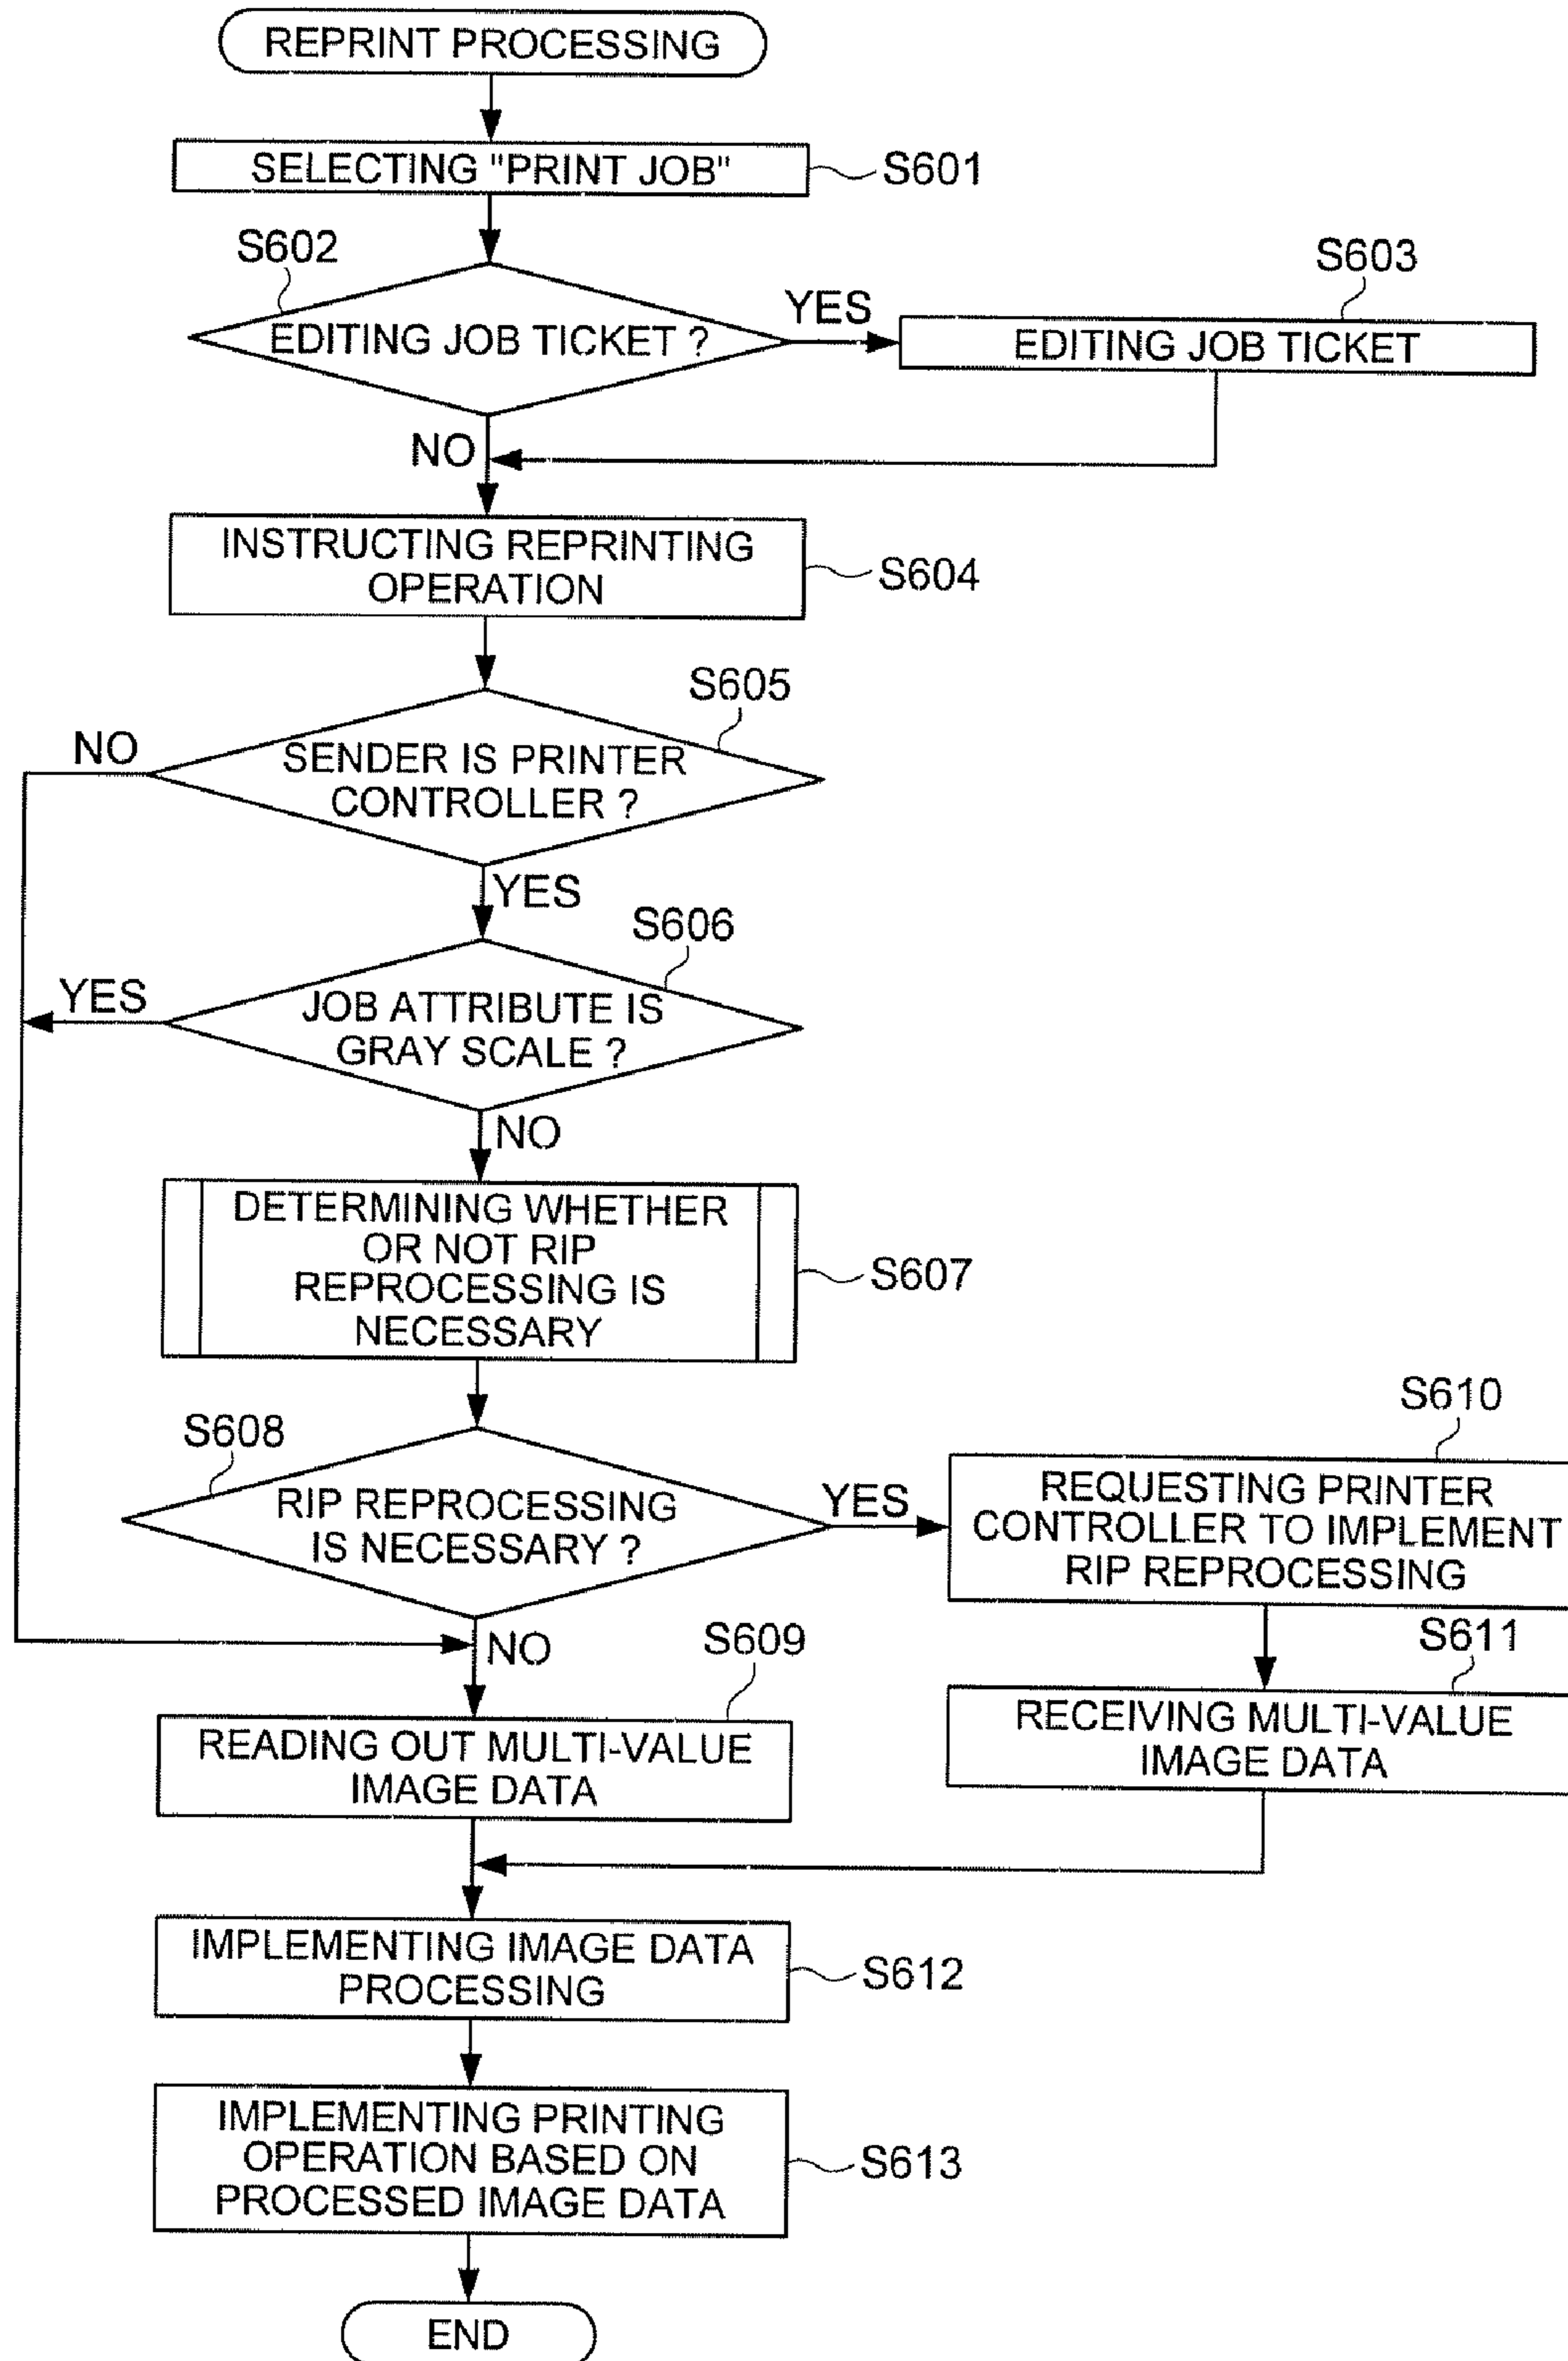 REPRINT PROCESSING
SELECTING "PRINT JOB"
S601
S602
EDITING JOB TICKET ?
YES
S603
EDITING JOB TICKET
NO
INSTRUCTING REPRINTING
OPERATION
S604
S605
NO
SENDER IS PRINTER
CONTROLLER ?
YES
S606
YES
JOB ATTRIBUTE IS
GRAY SCALE ?
NO
DETERMINING WHETHER
OR NOT RIP
REPROCESSING IS
NECESSARY
S607
S608
RIP REPROCESSING
IS NECESSARY ?
YES
S610
REQUESTING PRINTER
CONTROLLER TO IMPLEMENT
RIP REPROCESSING
NO
S609
READING OUT MULTI-VALUE
IMAGE DATA
S611
RECEIVING MULTI-VALUE
IMAGE DATA
IMPLEMENTING IMAGE DATA
PROCESSING
S612
IMPLEMENTING PRINTING
OPERATION BASED ON
PROCESSED IMAGE DATA
S613
END